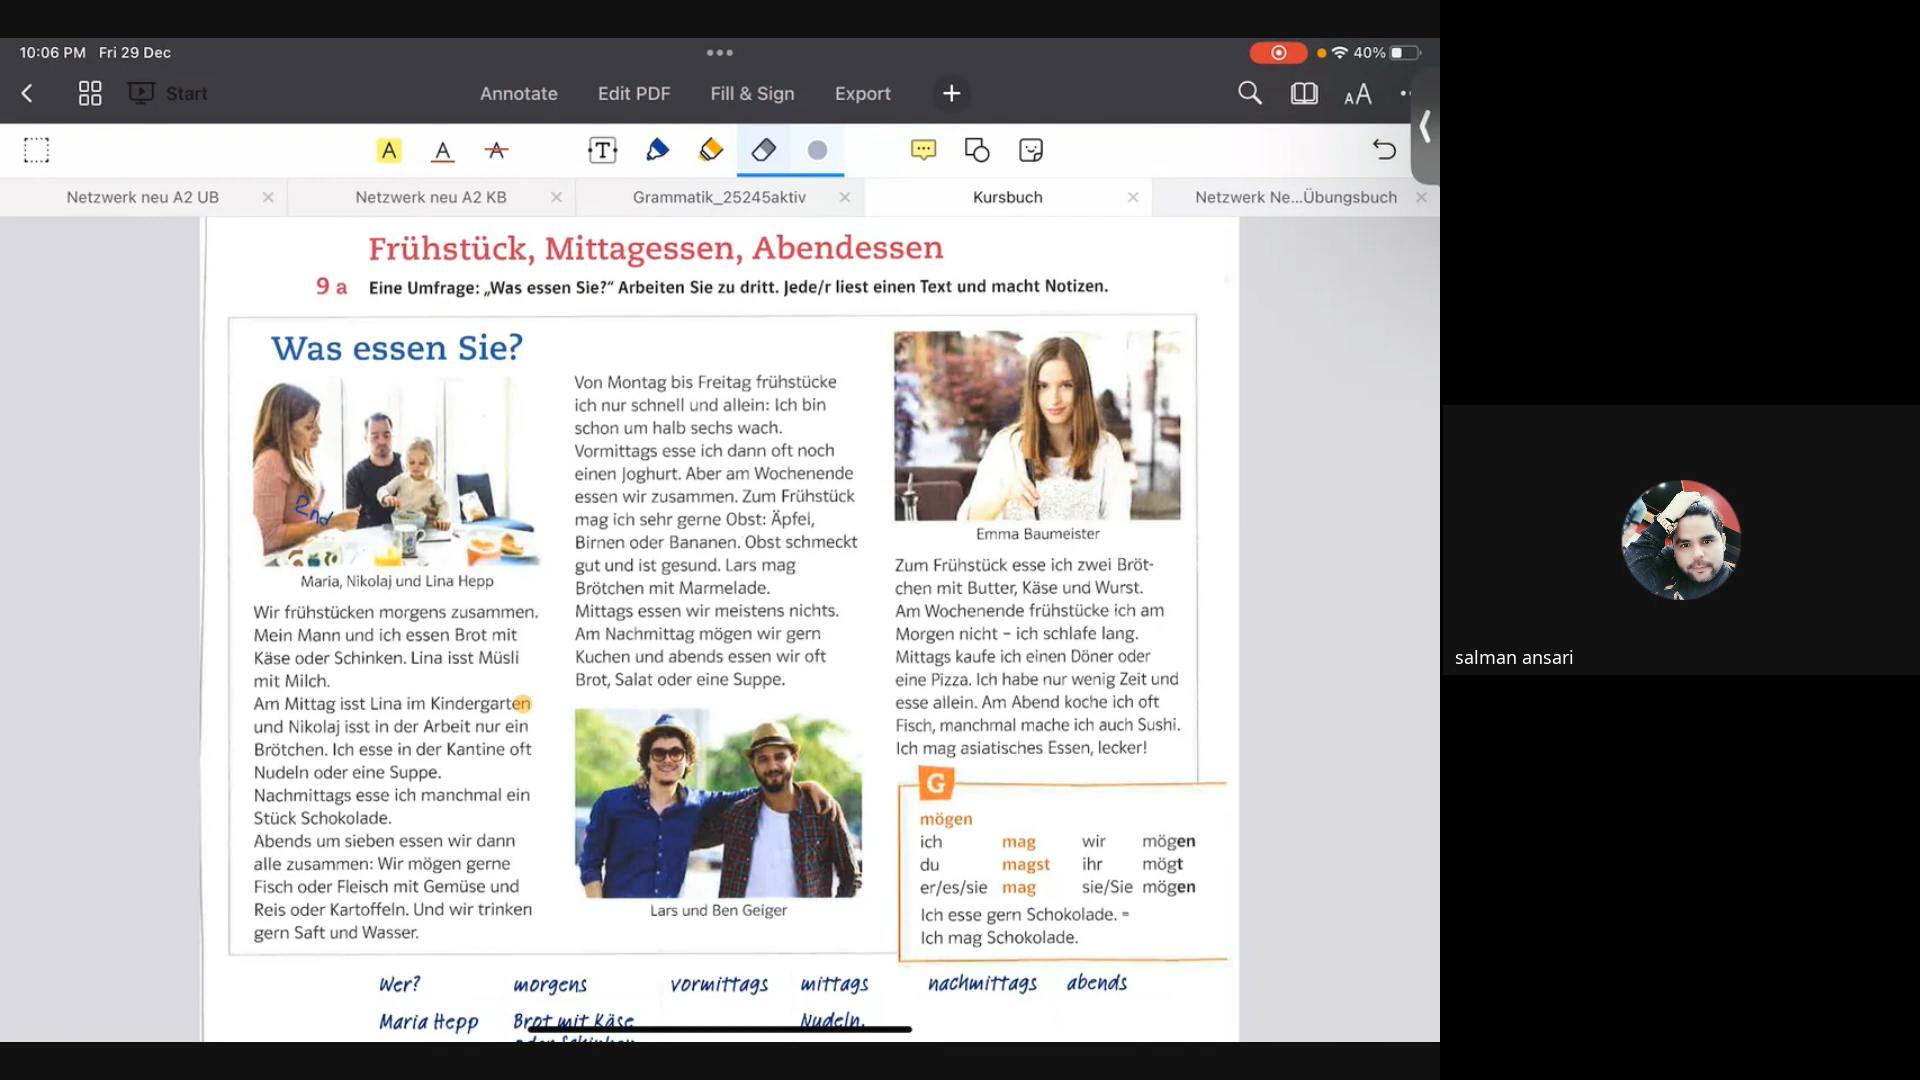 10:06 PM Fri 29 Dec
40%
Start
Annotate
Edit PDF
Fill & Sign
Export
Netzwerk neu A2 UB
Netzwerk neu A2 KB
Grammatik_25245aktiv
Kursbuch
Netzwerk Ne...Übungsbuch
Frühstück, Mittagessen, Abendessen
9 a Eine Umfrage: „Was essen Sie?“ Arbeiten Sie zu dritt. Jede/r liest einen Text und macht Notizen.
Was essen Sie?
2nd
Maria, Nikolaj und Lina Hepp
Wir frühstücken morgens zusammen.
Mein Mann und ich essen Brot mit
Käse oder Schinken. Lina isst Müsli
mit Milch.
Am Mittag isst Lina im Kindergarten
und Nikolaj isst in der Arbeit nur ein
Brötchen. Ich esse in der Kantine oft
Nudeln oder eine Suppe.
Nachmittags esse ich manchmal ein
Stück Schokolade.
Abends um sieben essen wir dann
alle zusammen: Wir mögen gerne
Fisch oder Fleisch mit Gemüse und
Reis oder Kartoffeln. Und wir trinken
gern Saft und Wasser.
Von Montag bis Freitag frühstücke
ich nur schnell und allein: Ich bin
schon um halb sechs wach.
Vormittags esse ich dann oft noch
einen Joghurt. Aber am Wochenende
essen wir zusammen. Zum Frühstück
mag ich sehr gerne Obst: Äpfel,
Birnen oder Bananen. Obst schmeckt
gut und ist gesund. Lars mag
Brötchen mit Marmelade.
Mittags essen wir meistens nichts.
Am Nachmittag mögen wir gern
Kuchen und abends essen wir oft
Brot, Salat oder eine Suppe.
Lars und Ben Geiger
Emma Baumeister
Zum Frühstück esse ich zwei Bröt-
chen mit Butter, Käse und Wurst.
Am Wochenende frühstücke ich am
Morgen nicht – ich schlafe lang.
Mittags kaufe ich einen Döner oder
eine Pizza. Ich habe nur wenig Zeit und
esse allein. Am Abend koche ich oft
Fisch, manchmal mache ich auch Sushi.
Ich mag asiatisches Essen, lecker!
G
mögen
ich mag wir mögen
du magst ihr mögt
er/es/sie mag sie/Sie mögen
Ich esse gern Schokolade. =
Ich mag Schokolade.
Wer? morgens vormittags mittags nachmittags abends
Maria Hepp Brot mit Käse Nudeln,
oder Schinken
salman ansari